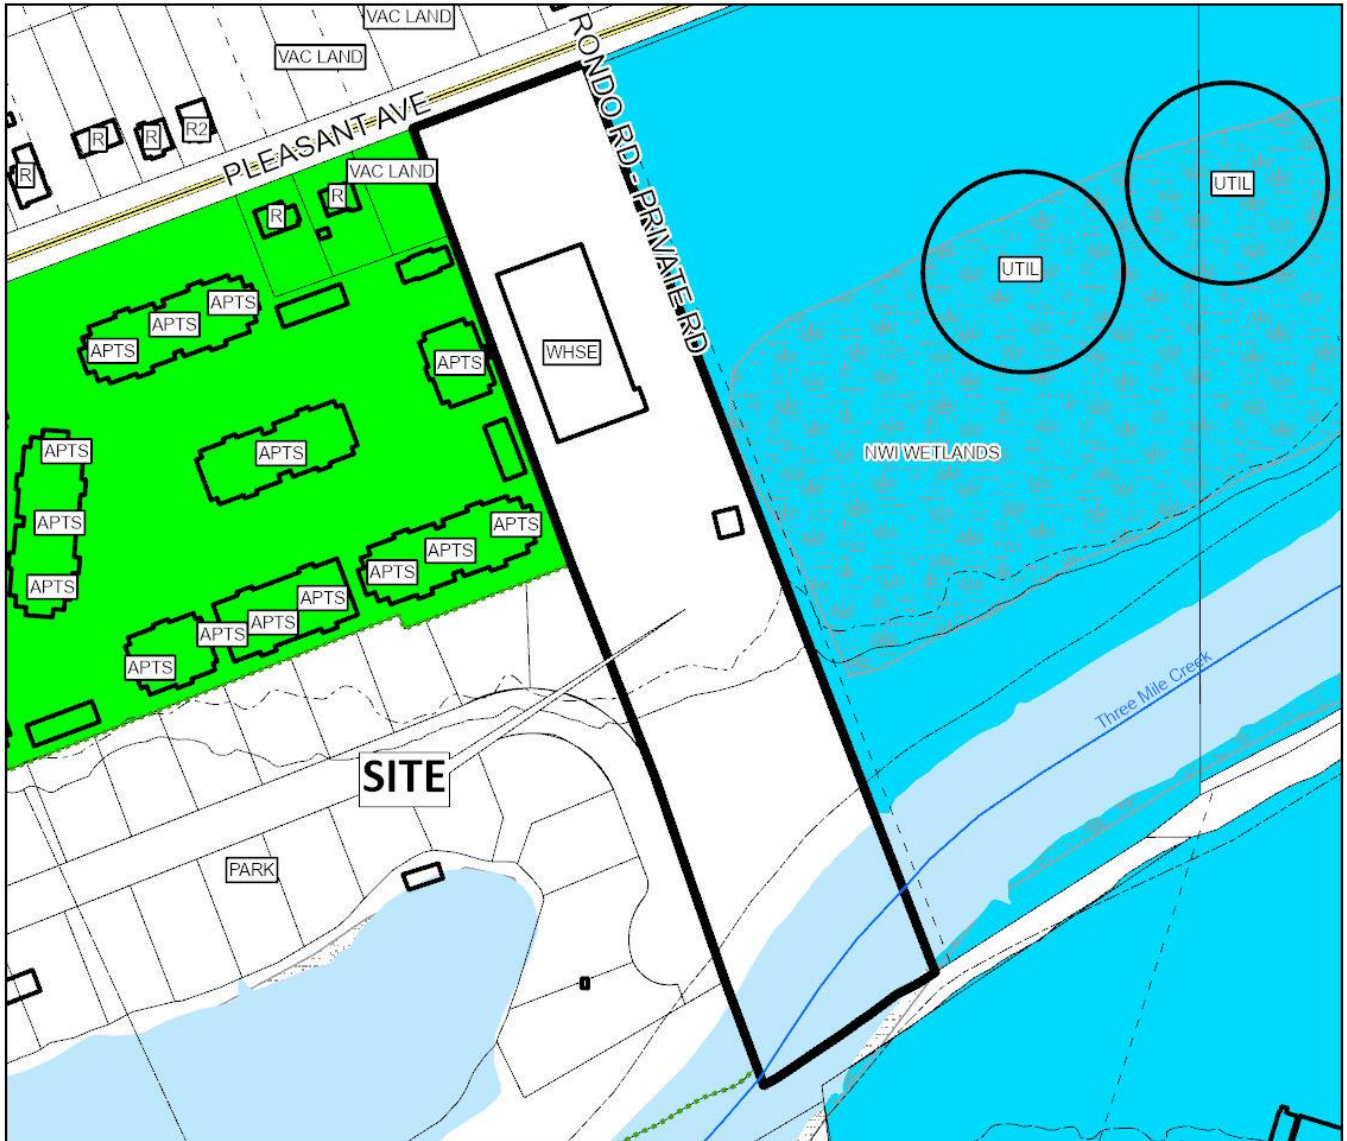 VAC LAND
VAC LAND
RONDO RD - PRIVATE RD
PLEASANT AVE
R
R
R2
R
VAC LAND
R
R
UTIL
UTIL
APTS
APTS
APTS
WHSE
APTS
APTS
APTS
NWI WETLANDS
APTS
APTS
APTS
APTS
APTS
APTS
APTS
APTS
APTS
Three Mile Creek
SITE
PARK